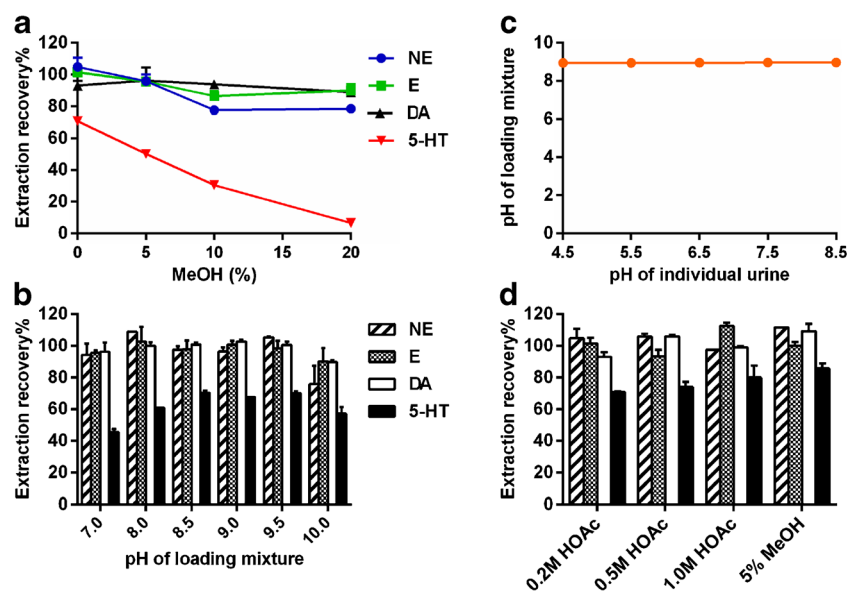 a
Extraction recovery%
120
100
80
60
40
20
0
0
5
10
15
20
MeOH (%)
NE
E
DA
5-HT
c
pH of loading mixture
10
8
6
4
2
0
4.5
5.5
6.5
7.5
8.5
pH of individual urine
b
Extraction recovery%
120
100
80
60
40
20
0
7.0
8.0
8.5
9.0
9.5
10.0
pH of loading mixture
NE
E
DA
5-HT
d
Extraction recovery%
120
100
80
60
40
20
0
0.2M HOAc
0.5M HOAc
1.0M HOAc
5% MeOH